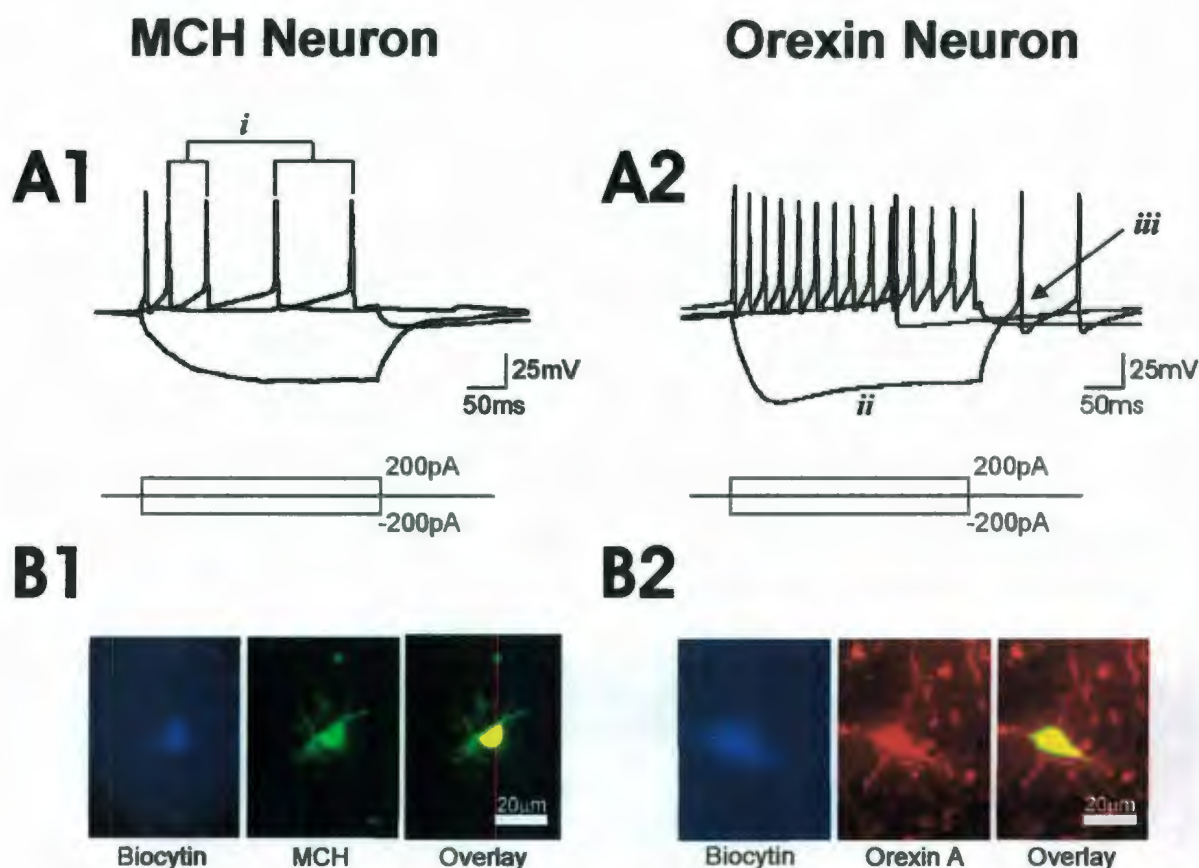 MCH Neuron
Orexin Neuron
A1
i
25mV
50ms
200pA
-200pA
A2
iii
ii
25mV
50ms
200pA
-200pA
B1
Biocytin
MCH
Overlay
20µm
B2
Biocytin
Orexin A
Overlay
20µm